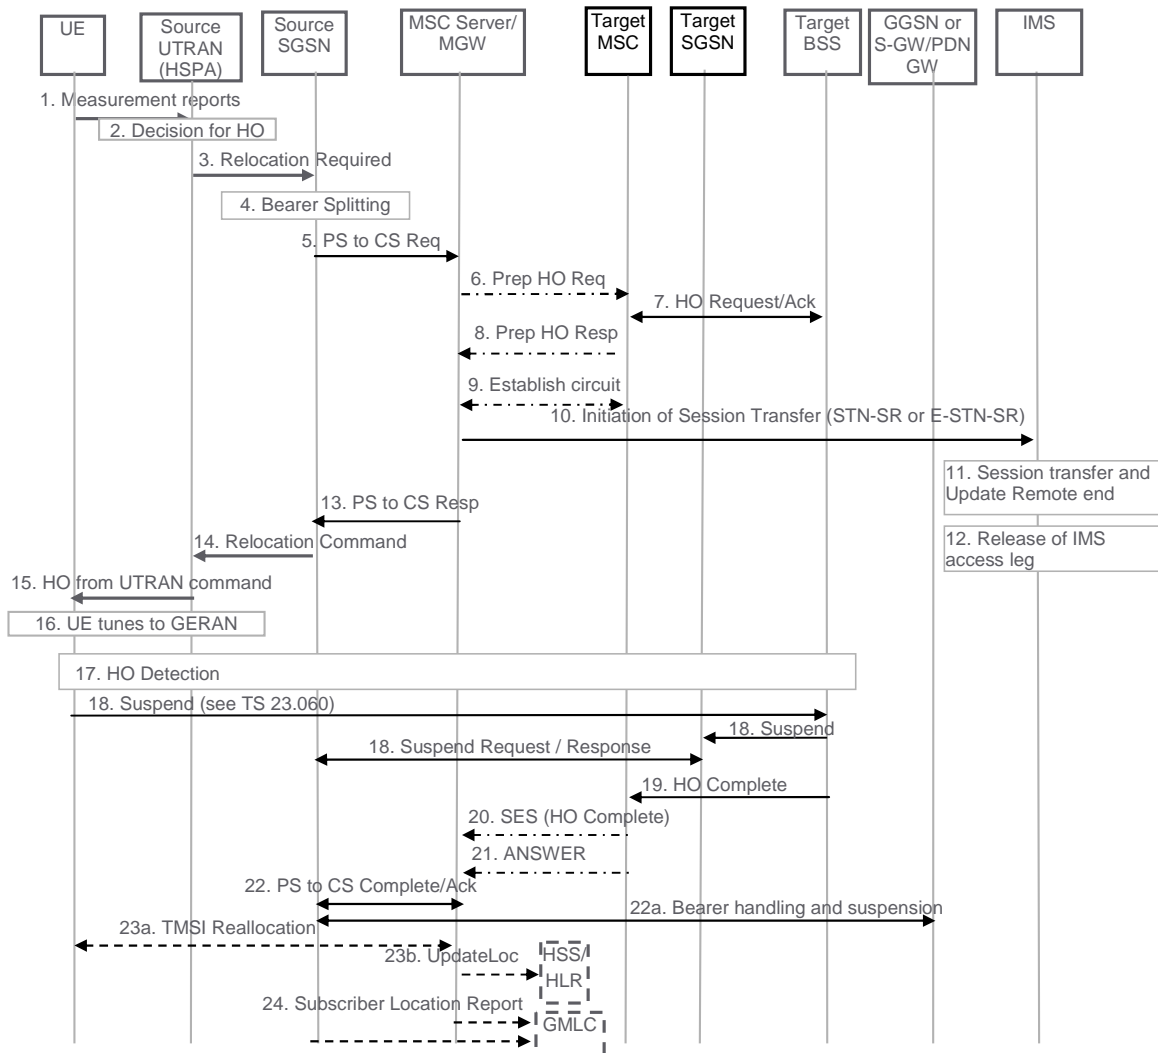 UE
Source
UTRAN
(HSPA)
Source
SGSN
MSC Server/
MGW
Target
MSC
Target
SGSN
Target
BSS
GGSN or
S-GW/PDN
GW
IMS
1. Measurement reports
2. Decision for HO
3. Relocation Required
4. Bearer Splitting
5. PS to CS Req
6. Prep HO Req
7. HO Request/Ack
8. Prep HO Resp
9. Establish circuit
10. Initiation of Session Transfer (STN-SR or E-STN-SR)
11. Session transfer and
Update Remote end
13. PS to CS Resp
12. Release of IMS
access leg
14. Relocation Command
15. HO from UTRAN command
16. UE tunes to GERAN
17. HO Detection
18. Suspend (see TS 23.060)
18. Suspend
18. Suspend Request / Response
19. HO Complete
20. SES (HO Complete)
21. ANSWER
22. PS to CS Complete/Ack
22a. Bearer handling and suspension
23a. TMSI Reallocation
23b. UpdateLoc
HSS/
HLR
24. Subscriber Location Report
GMLC